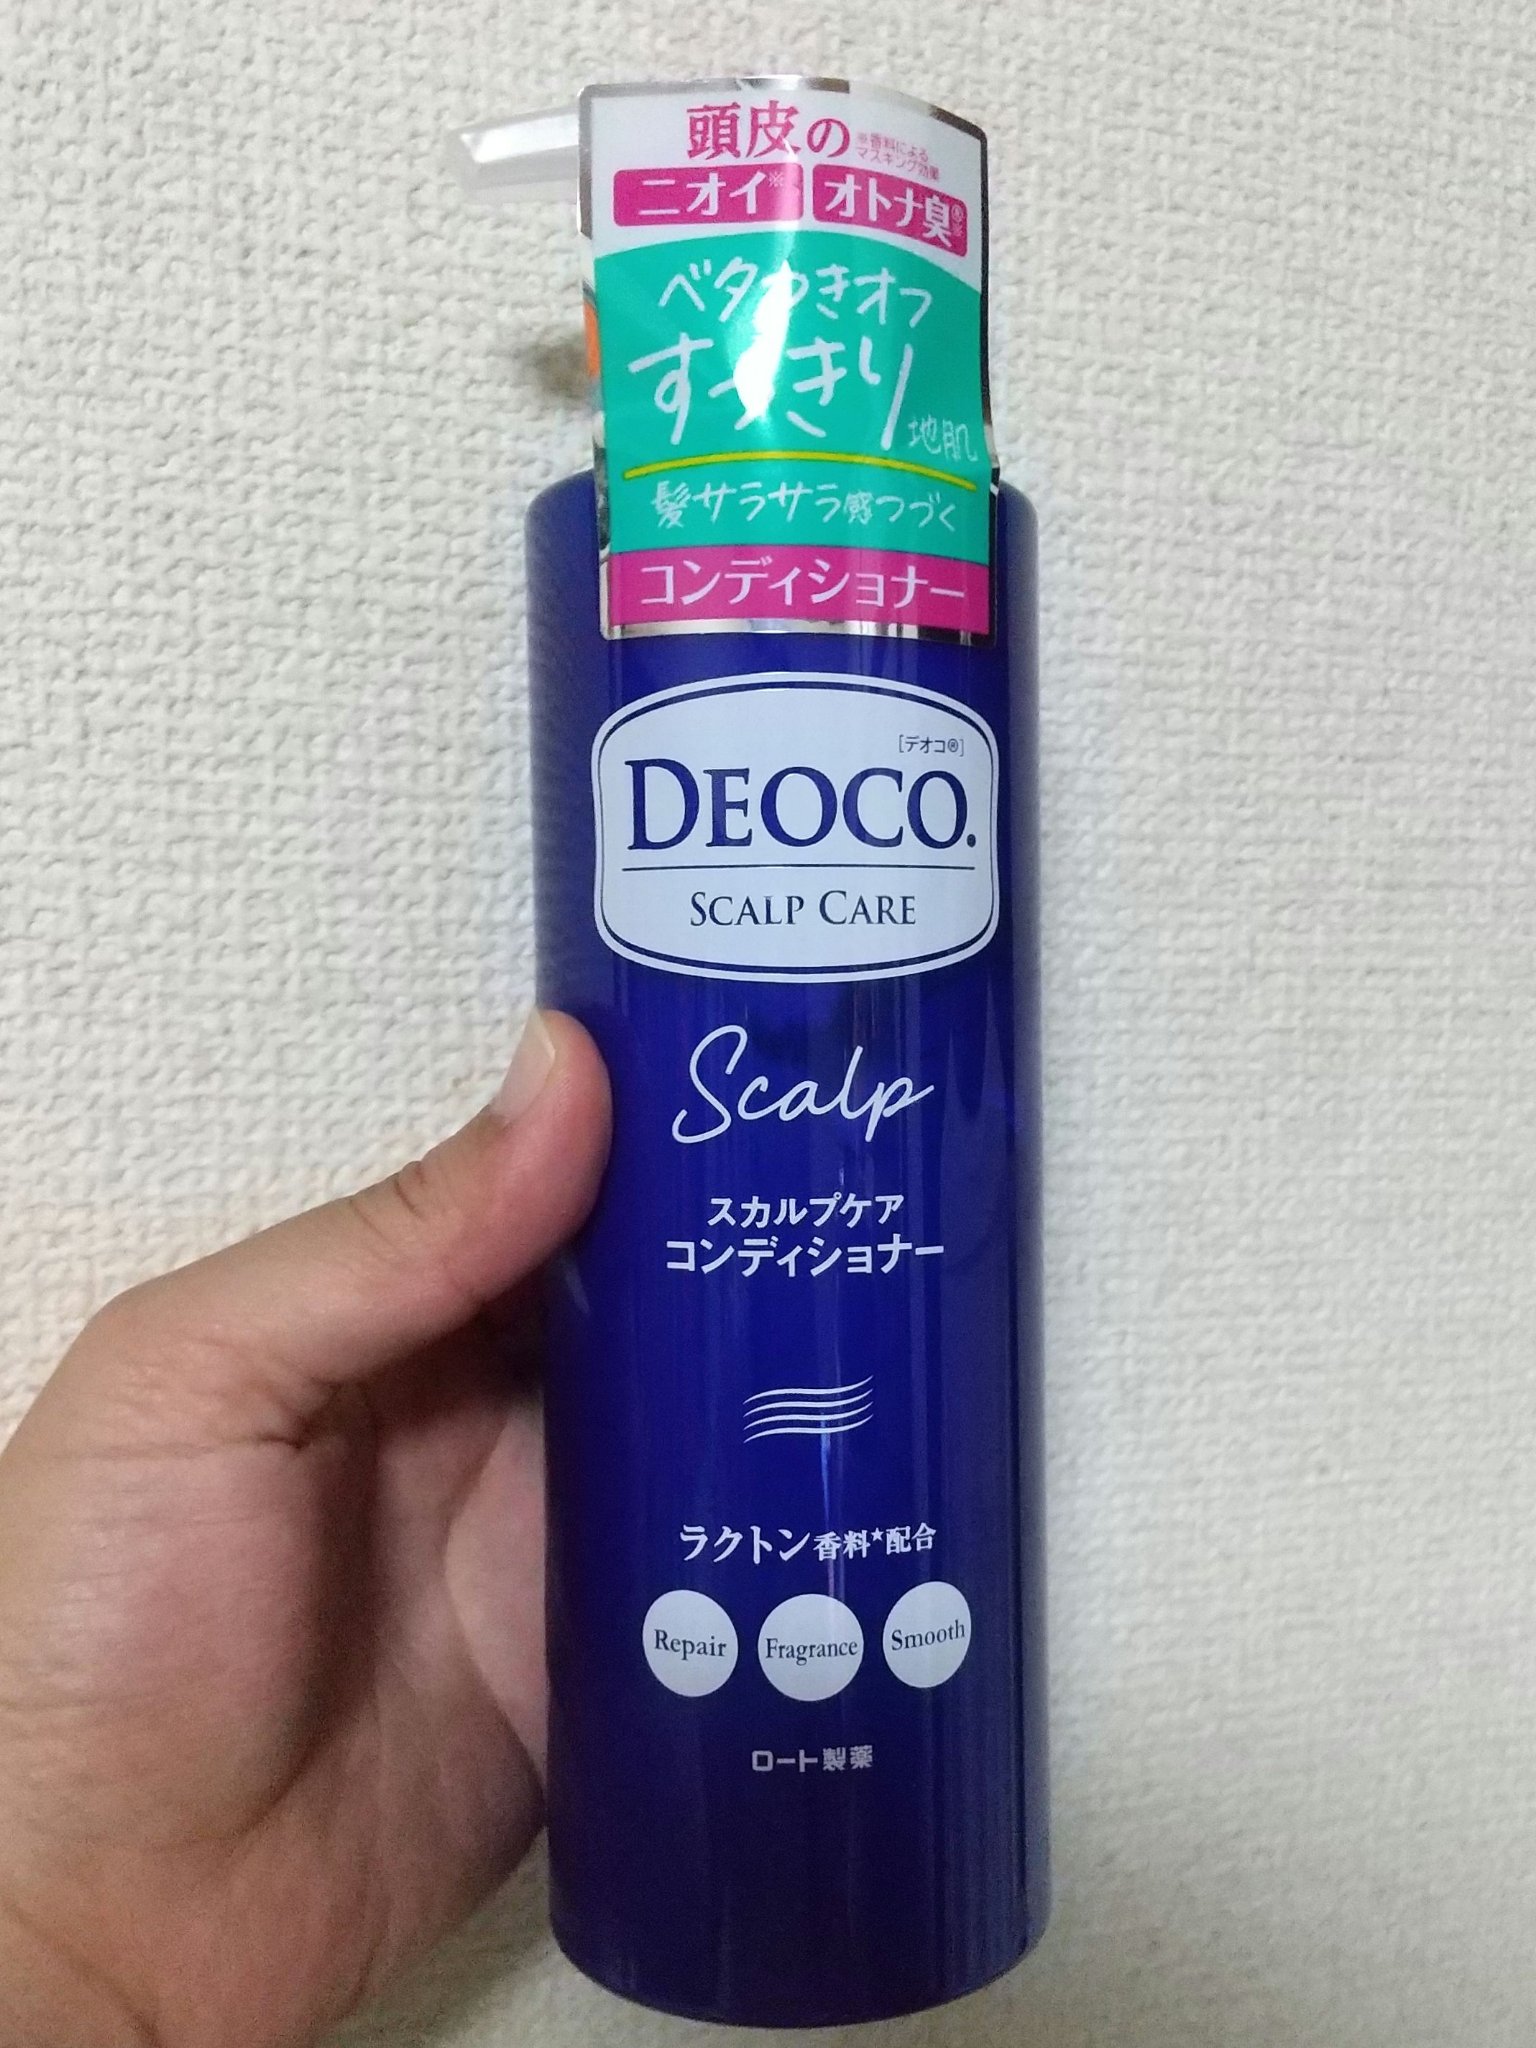 頭皮の
※香料による
マスキング効果
ニオイ※ オトナ臭®※
ベタつきオフ
すっきり地肌
髪サラサラ感つづく
コンディショナー
[デオコ®]
DEOCO.
SCALP CARE
Scalp
スカルプケア
コンディショナー
ラクトン香料★配合
Repair Fragrance Smooth
ロート製薬